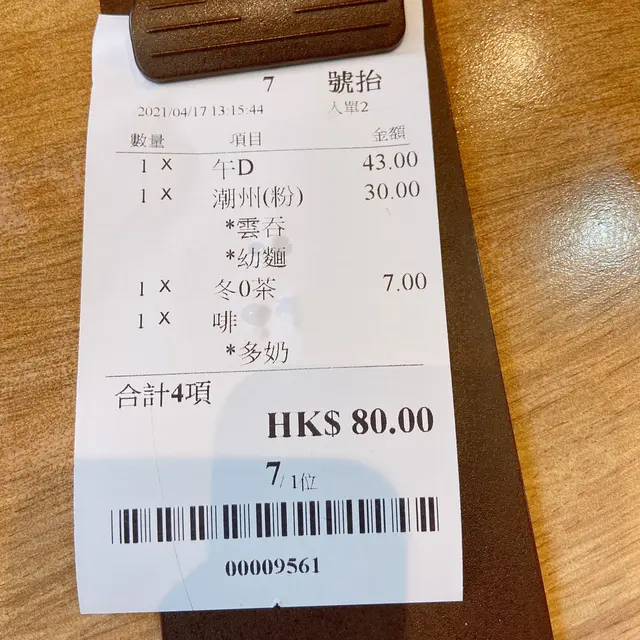 7 號枱
2021/04/17 13:15:44 入單2
數量 項目 金額
1 X 午D 43.00
1 X 潮州(粉) 30.00
*雲吞
*幼麵
1 X 冬0茶 7.00
1 X 啡
*多奶
合計4項
HK$ 80.00
7/ 1位
00009561